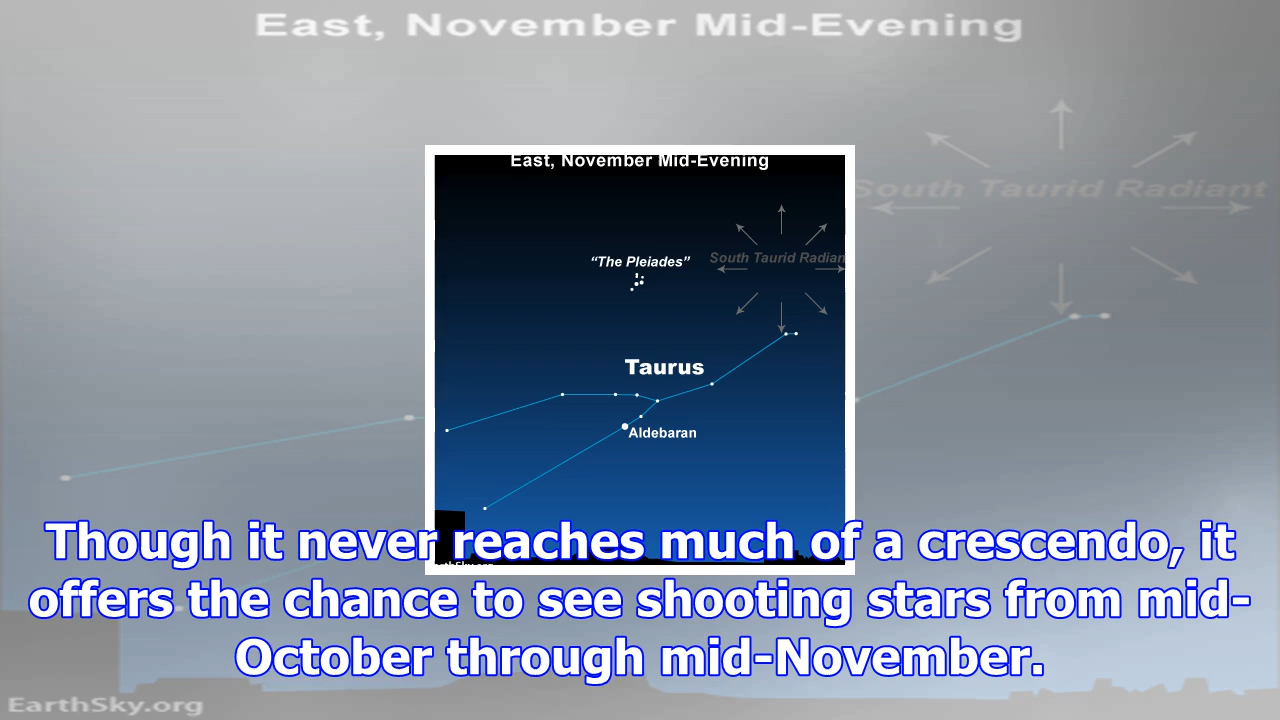 East, November Mid-Evening
East, November Mid-Evening
South Taurid Radiant
“The Pleiades”
South Taurid Radian
Taurus
Aldebaran
Though it never reaches much of a crescendo, it
offers the chance to see shooting stars from mid-
October through mid-November.
EarthSky.org